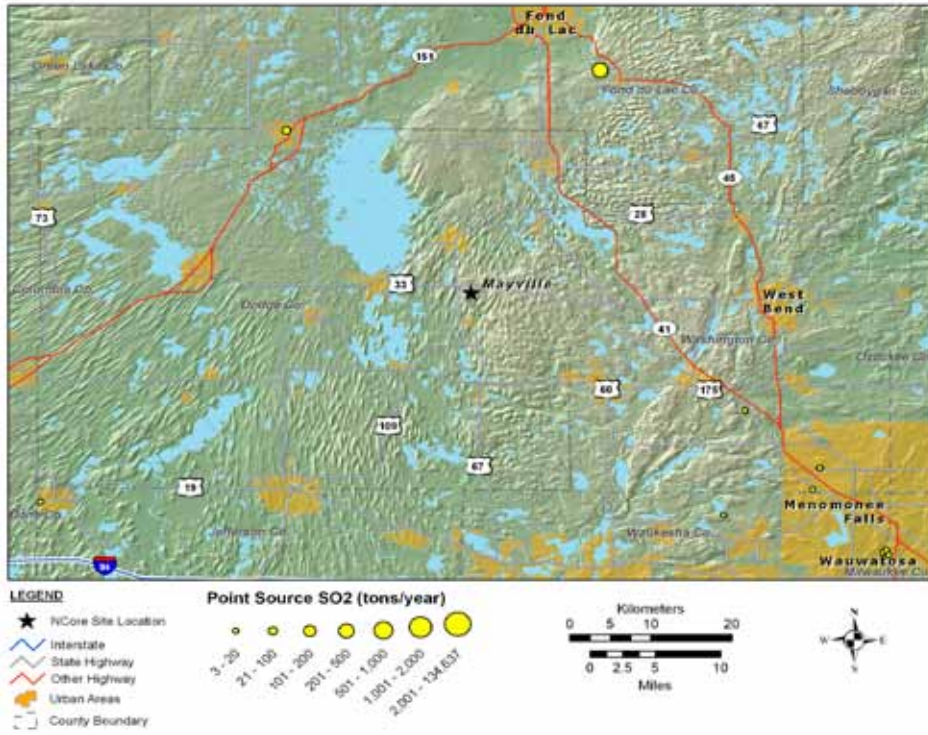 Fond
du Lac
151
Green Lake Co.
Fond du Lac Co.
Sheboygan Co.
67
45
73
28
Columbia Co.
33
Mayville
Dodge Co.
West
Bend
41
Washington Co.
Ozaukee Co.
60
175
109
67
19
Menomonee
Falls
Jefferson Co.
Waukesha Co.
94
Wauwatosa
Milwaukee Co.
LEGEND
NCore Site Location
Interstate
State Highway
Other Highway
Urban Areas
County Boundary
Point Source SO2 (tons/year)
3 - 20
21 - 100
101 - 200
201 - 500
501 - 1,000
1,001 - 2,000
2,001 - 134,637
Kilometers
0 5 10 20
0 2.5 5 10
Miles
N
W E
S